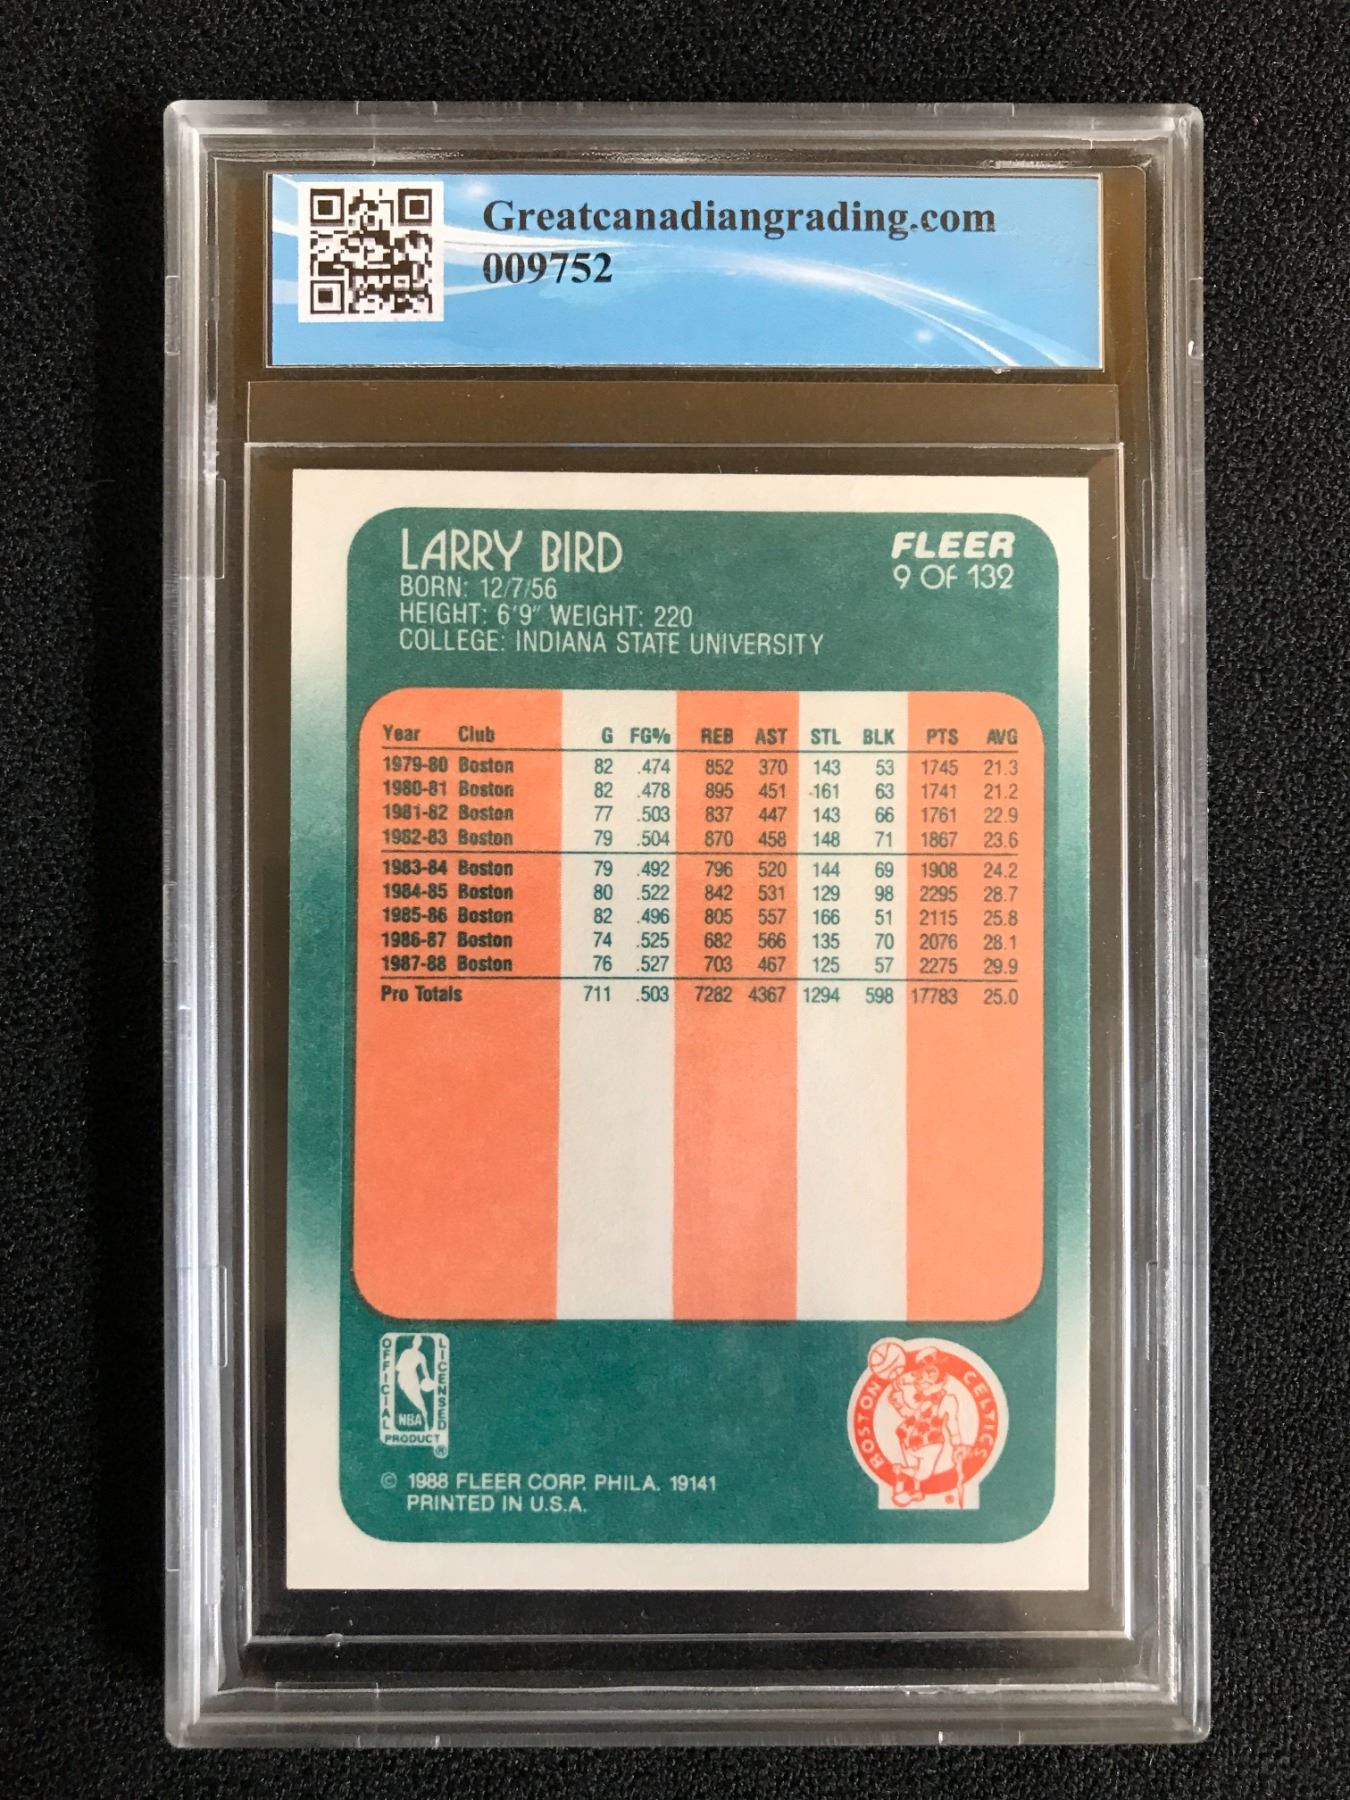 Greatcanadiangrading.com
009752
LARRY BIRD
BORN: 12/7/56
HEIGHT: 6'9" WEIGHT: 220
COLLEGE: INDIANA STATE UNIVERSITY
FLEER
9 OF 132
Year Club G FG% REB AST STL BLK PTS AVG
1979-80 Boston 82 .474 852 370 143 53 1745 21.3
1980-81 Boston 82 .478 895 451 161 63 1741 21.2
1981-82 Boston 77 .503 837 447 143 66 1761 22.9
1982-83 Boston 79 .504 870 458 148 71 1867 23.6
1983-84 Boston 79 .492 796 520 144 69 1908 24.2
1984-85 Boston 80 .522 842 531 129 98 2295 28.7
1985-86 Boston 82 .496 805 557 166 51 2115 25.8
1986-87 Boston 74 .525 682 566 135 70 2076 28.1
1987-88 Boston 76 .527 703 467 125 57 2275 29.9
Pro Totals 711 .503 7282 4367 1294 598 17783 25.0
OFFICIAL LICENSED
NBA
PRODUCT ®
BOSTON CELTICS
®
© 1988 FLEER CORP. PHILA. 19141
PRINTED IN U.S.A.